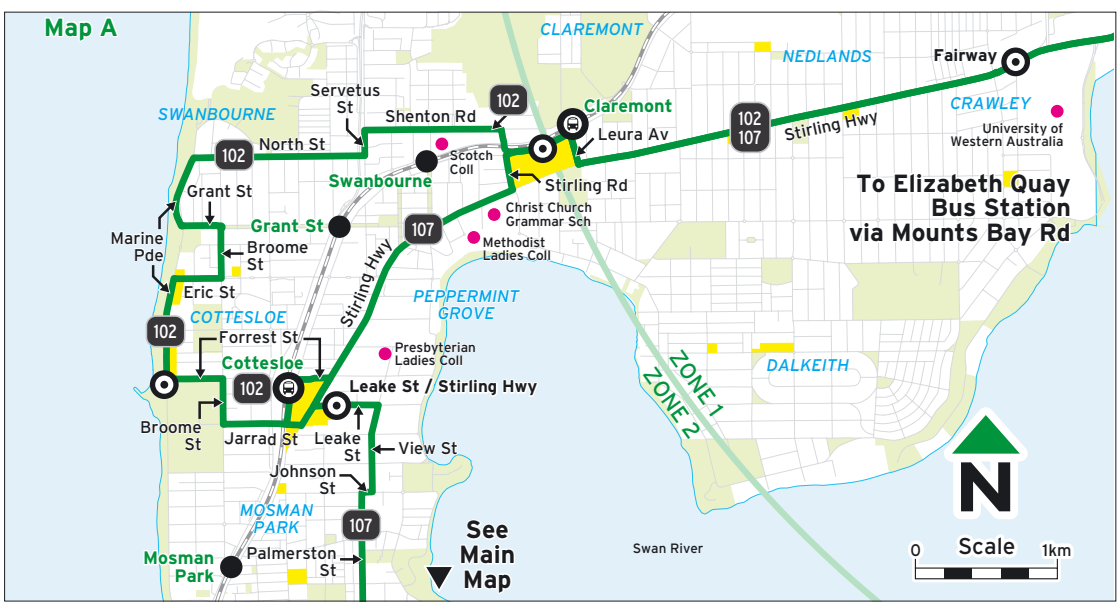 Map A
CLAREMONT
NEDLANDS
Fairway
CRAWLEY
SWANBOURNE
Servetus
St
Shenton Rd
102
Claremont
Leura Av
102
107
Stirling Hwy
University of
Western Australia
102
North St
Scotch
Coll
Swanbourne
Stirling Rd
To Elizabeth Quay
Bus Station
via Mounts Bay Rd
Grant St
Grant St
Christ Church
Grammar Sch
107
Methodist
Ladies Coll
Marine
Pde
Broome
St
Stirling Hwy
Eric St
PEPPERMINT
GROVE
COTTESLOE
102
Forrest St
Presbyterian
Ladies Coll
ZONE 1
ZONE 2
DALKEITH
Cottesloe
102
Leake St / Stirling Hwy
Broome
St
Jarrad St
Leake
St
View St
Johnson
St
MOSMAN
PARK
107
See
Main
Map
Mosman
Park
Palmerston
St
Swan River
N
Scale
0
1km